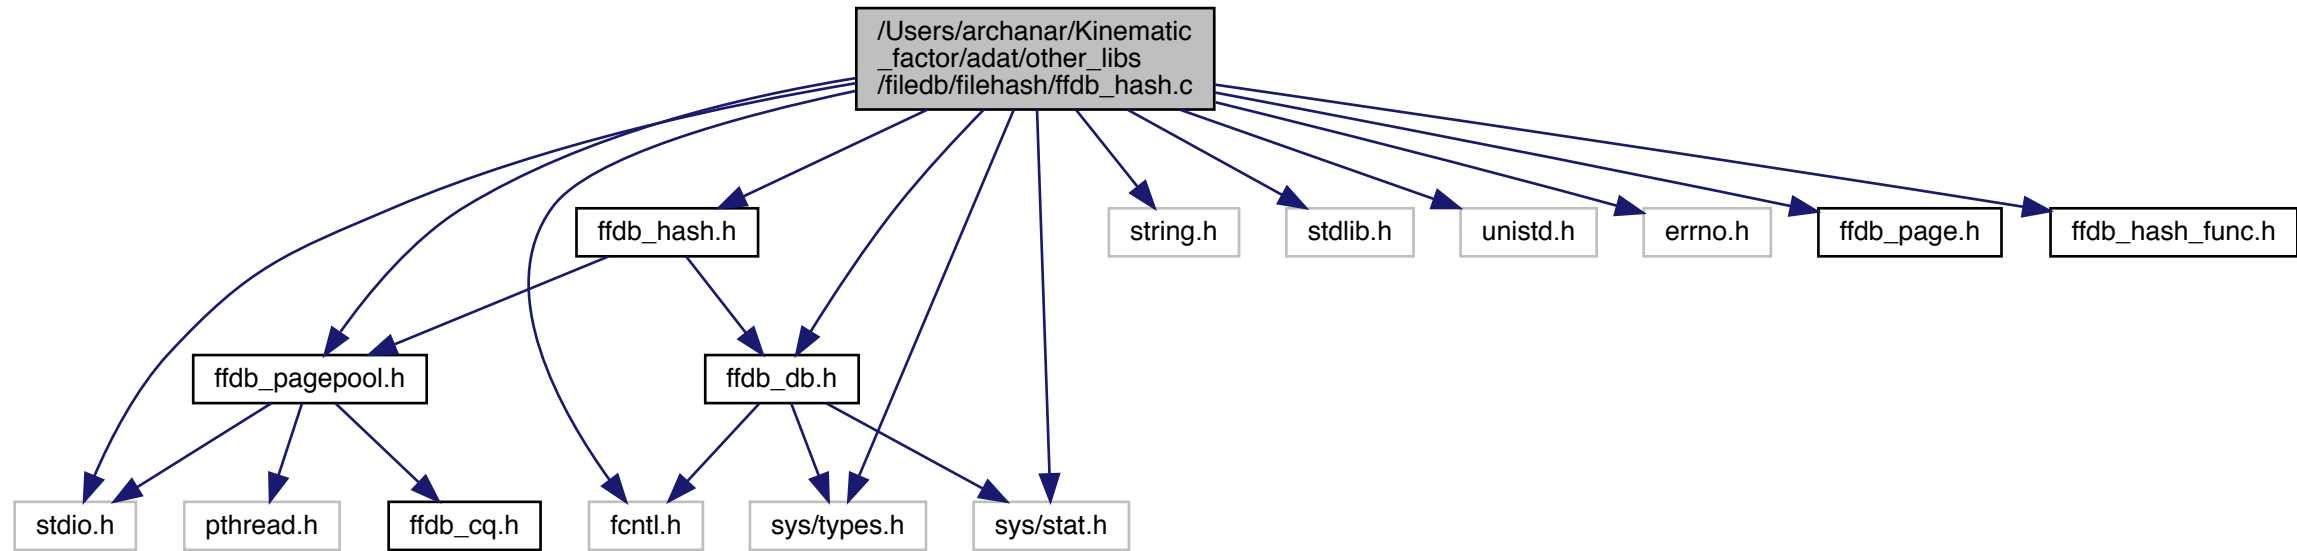 /Users/archanar/Kinematic
_factor/adat/other_libs
/filedb/filehash/ffdb_hash.c
ffdb_hash.h
string.h
stdlib.h
unistd.h
errno.h
ffdb_page.h
ffdb_hash_func.h
ffdb_pagepool.h
ffdb_db.h
stdio.h
pthread.h
ffdb_cq.h
fcntl.h
sys/types.h
sys/stat.h